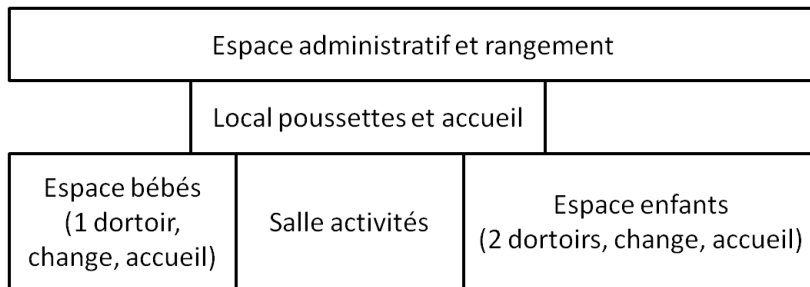 Espace administratif et rangement
Local poussettes et accueil
Espace bébés
(1 dortoir,
change, accueil)
Salle activités
Espace enfants
(2 dortoirs, change, accueil)